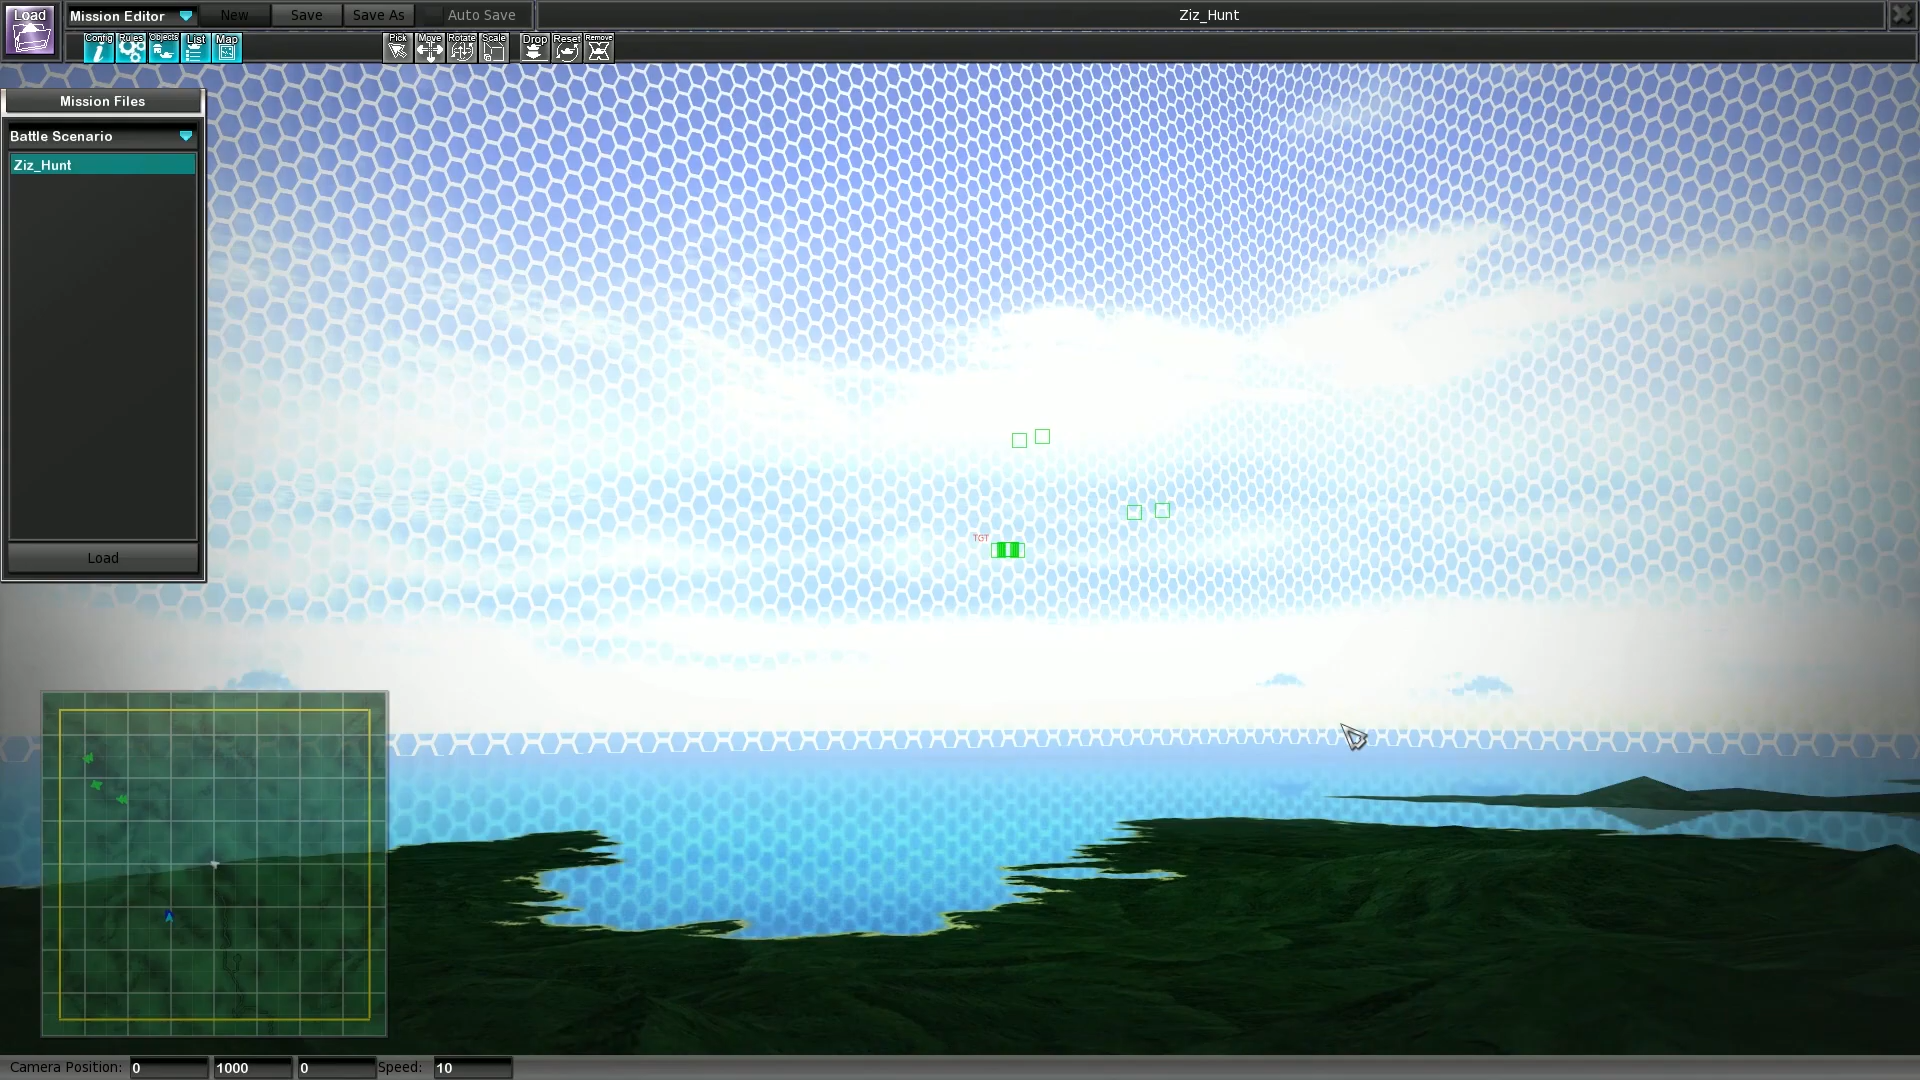 Load
Mission Editor
New
Save
Save As
Auto Save
Ziz_Hunt
Config
Rules
Objects
List
Map
Pick
Move
Rotate
Scale
Drop
Reset
Remove
Mission Files
Battle Scenario
Ziz_Hunt
Load
TGT
Camera Position: 0 1000 0 Speed: 10